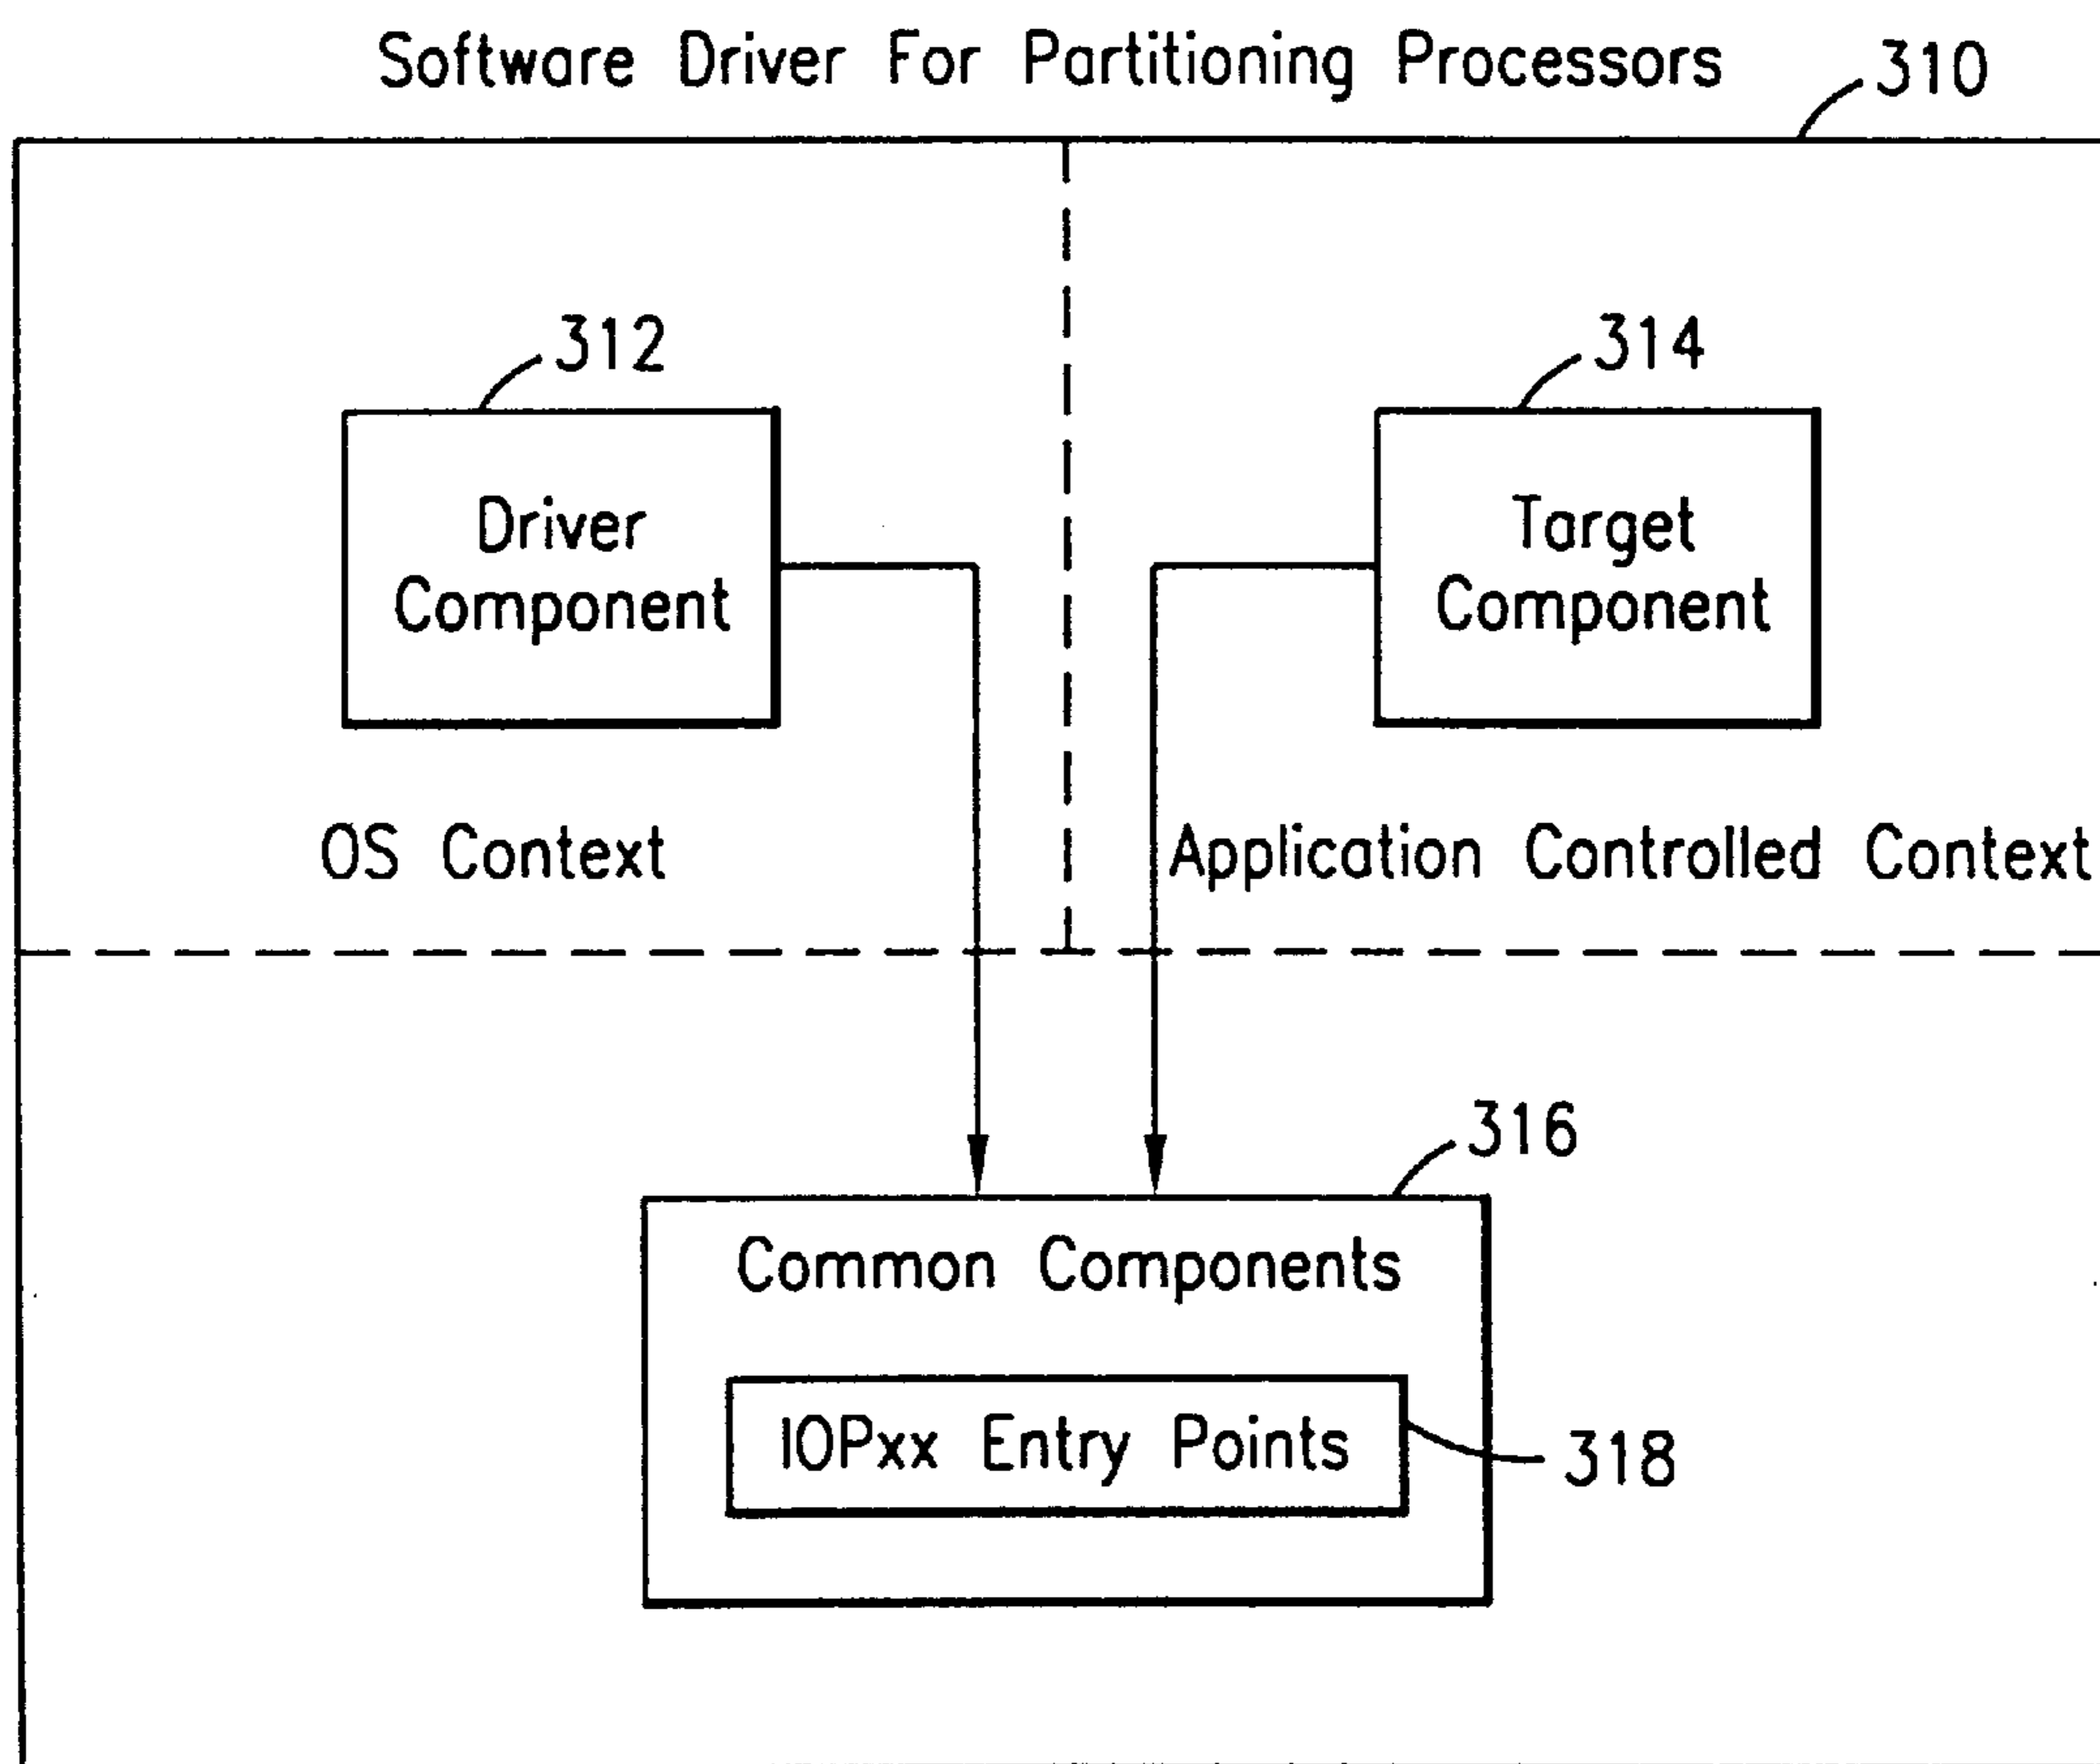 Software Driver For Partitioning Processors
310
312
314
Driver
Component
Target
Component
OS Context
Application Controlled Context
316
Common Components
IOPxx Entry Points
318